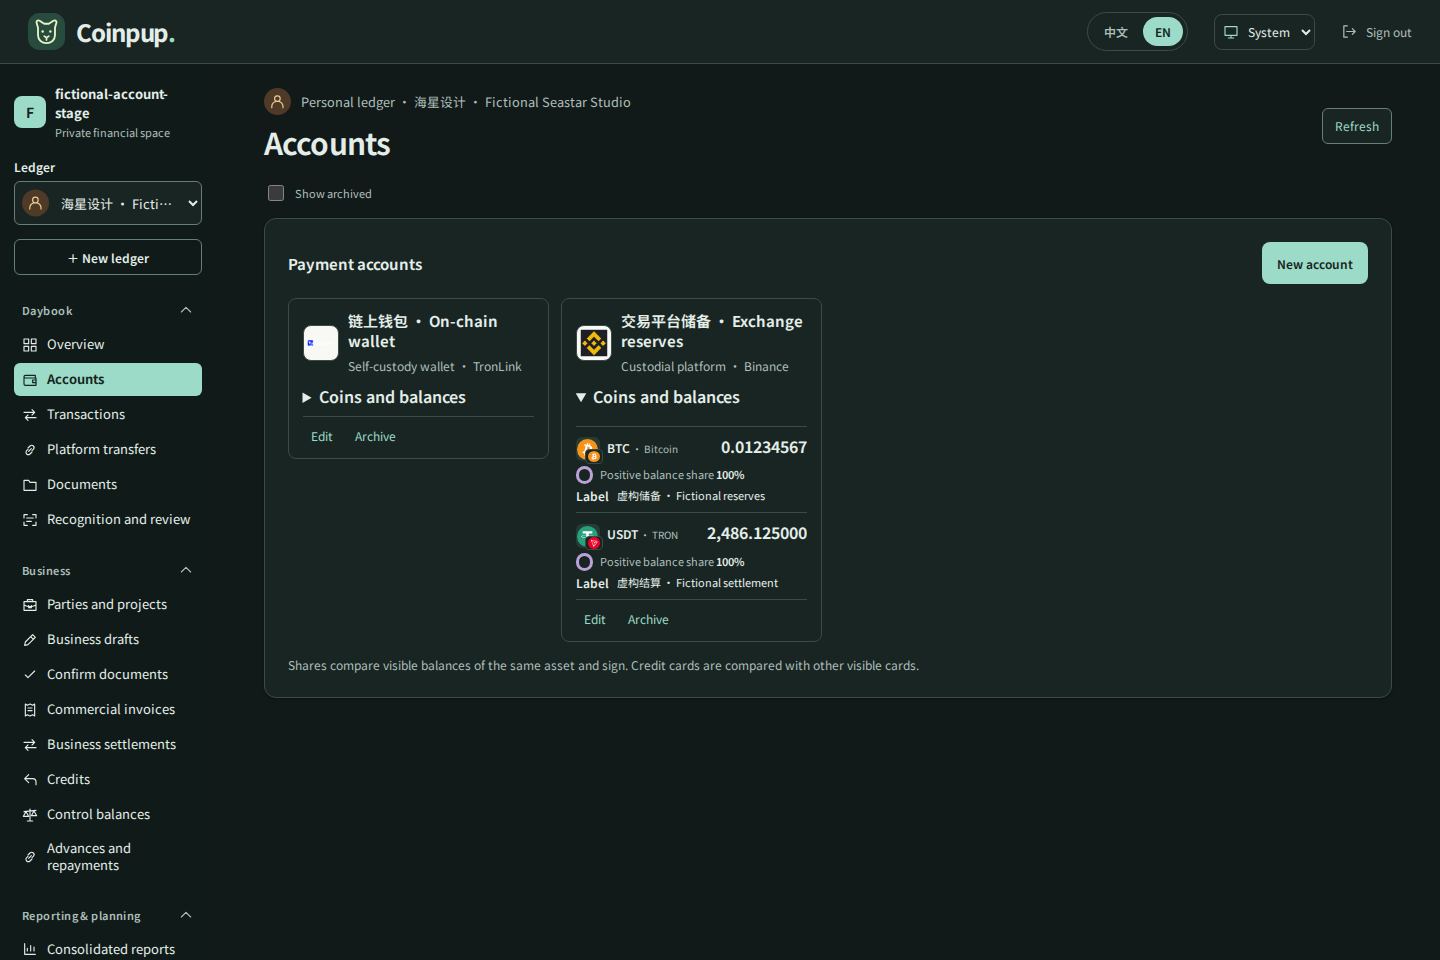 Coinpup.
中文
EN
System
Sign out
F
fictional-account-
stage
Private financial space
Ledger
海星设计 · Ficti···
+ New ledger
Daybook
Overview
Accounts
Transactions
Platform transfers
Documents
Recognition and review
Business
Parties and projects
Business drafts
Confirm documents
Commercial invoices
Business settlements
Credits
Control balances
Advances and
repayments
Reporting & planning
Consolidated reports
Personal ledger · 海星设计 · Fictional Seastar Studio
Accounts
Refresh
Show archived
Payment accounts
New account
链上钱包 · On-chain
wallet
Self-custody wallet · TronLink
Coins and balances
Edit
Archive
交易平台储备 · Exchange
reserves
Custodial platform · Binance
Coins and balances
BTC · Bitcoin
0.01234567
Positive balance share 100%
Label 虚构储备 · Fictional reserves
USDT · TRON
2,486.125000
Positive balance share 100%
Label 虚构结算 · Fictional settlement
Edit
Archive
Shares compare visible balances of the same asset and sign. Credit cards are compared with other visible cards.